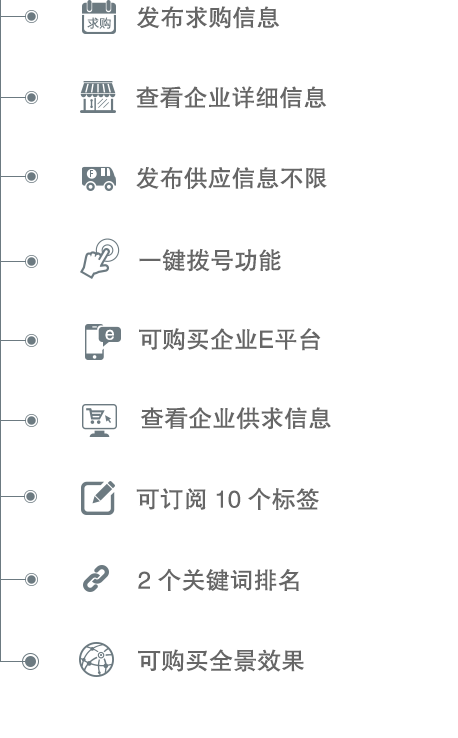 求购
发布求购信息
查看企业详细信息
F
发布供应信息不限
一键拨号功能
e
可购买企业E平台
查看企业供求信息
可订阅 10 个标签
2 个关键词排名
可购买全景效果